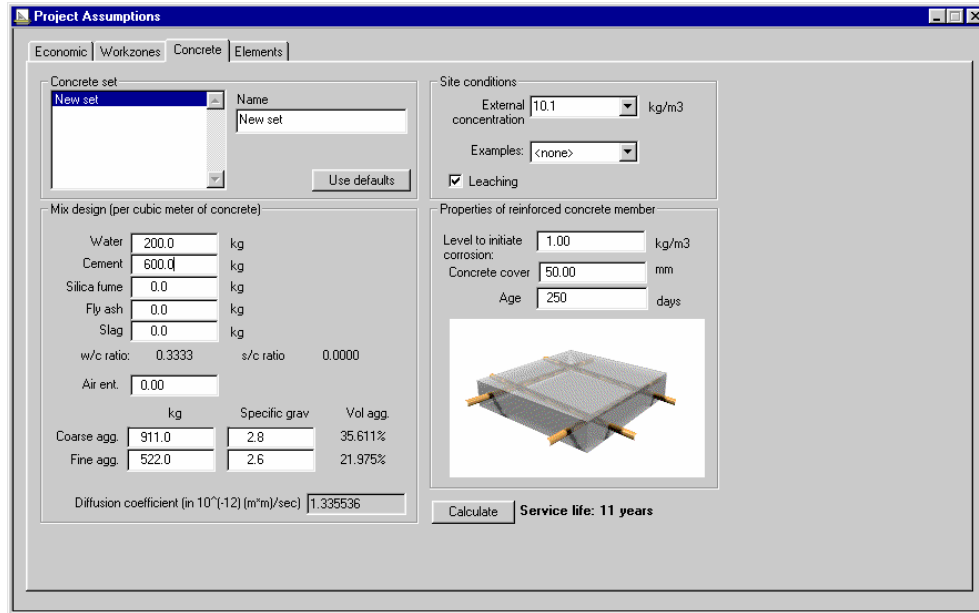 Project Assumptions
Economic Workzones Concrete Elements
Concrete set
New set
Name
New set
Use defaults
Site conditions
External concentration 10.1 kg/m3
Examples: <none>
Leaching
Mix design (per cubic meter of concrete)
Water 200.0 kg
Cement 600.0 kg
Silica fume 0.0 kg
Fly ash 0.0 kg
Slag 0.0 kg
w/c ratio: 0.3333 s/c ratio 0.0000
Air ent. 0.00
kg Specific grav Vol agg.
Coarse agg. 911.0 2.8 35.611%
Fine agg. 522.0 2.6 21.975%
Diffusion coefficient (in 10^(-12) (m*m)/sec) 1.335536
Properties of reinforced concrete member
Level to initiate corrosion: 1.00 kg/m3
Concrete cover 50.00 mm
Age 250 days
Calculate Service life: 11 years